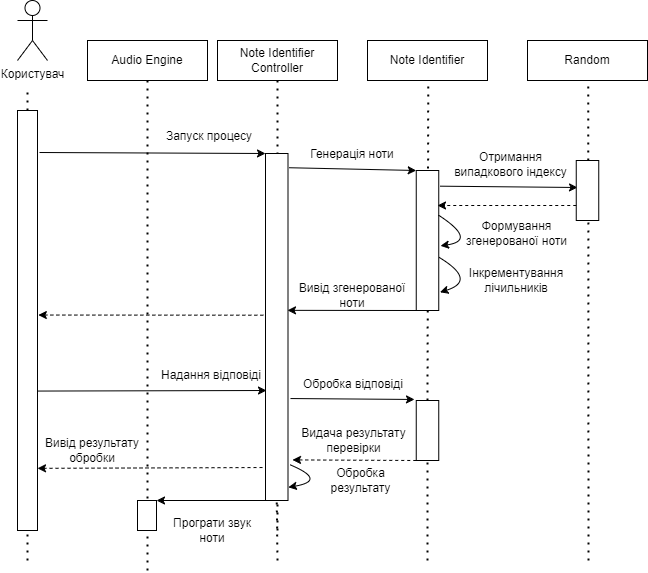 Користувач
Audio Engine
Note Identifier
Controller
Note Identifier
Random
Запуск процесу
Генерація ноти
Отримання
випадкового індексу
Формування
згенерованої ноти
Інкрементування
лічильників
Вивід згенерованої
ноти
Надання відповіді
Обробка відповіді
Видача результату
перевірки
Вивід результату
обробки
Обробка
результату
Програти звук
ноти